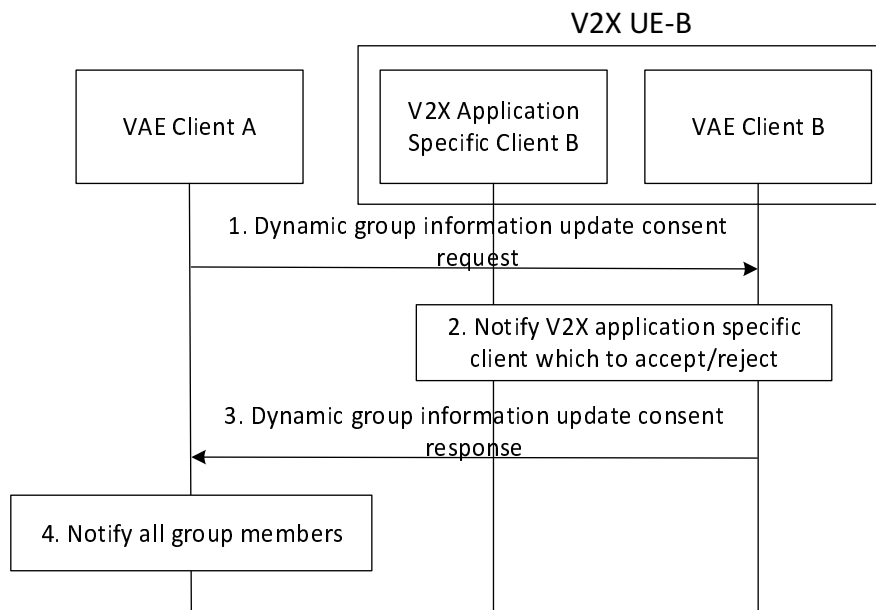 V2X UE-B
VAE Client A
V2X Application
Specific Client B
VAE Client B
1. Dynamic group information update consent
request
2. Notify V2X application specific
client which to accept/reject
3. Dynamic group information update consent
response
4. Notify all group members